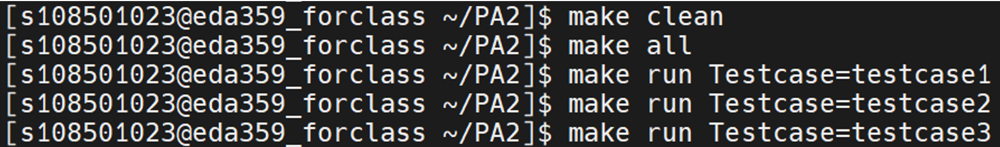 [s108501023@eda359_forclass ~/PA2]$ make clean
[s108501023@eda359_forclass ~/PA2]$ make all
[s108501023@eda359_forclass ~/PA2]$ make run Testcase=testcase1
[s108501023@eda359_forclass ~/PA2]$ make run Testcase=testcase2
[s108501023@eda359_forclass ~/PA2]$ make run Testcase=testcase3